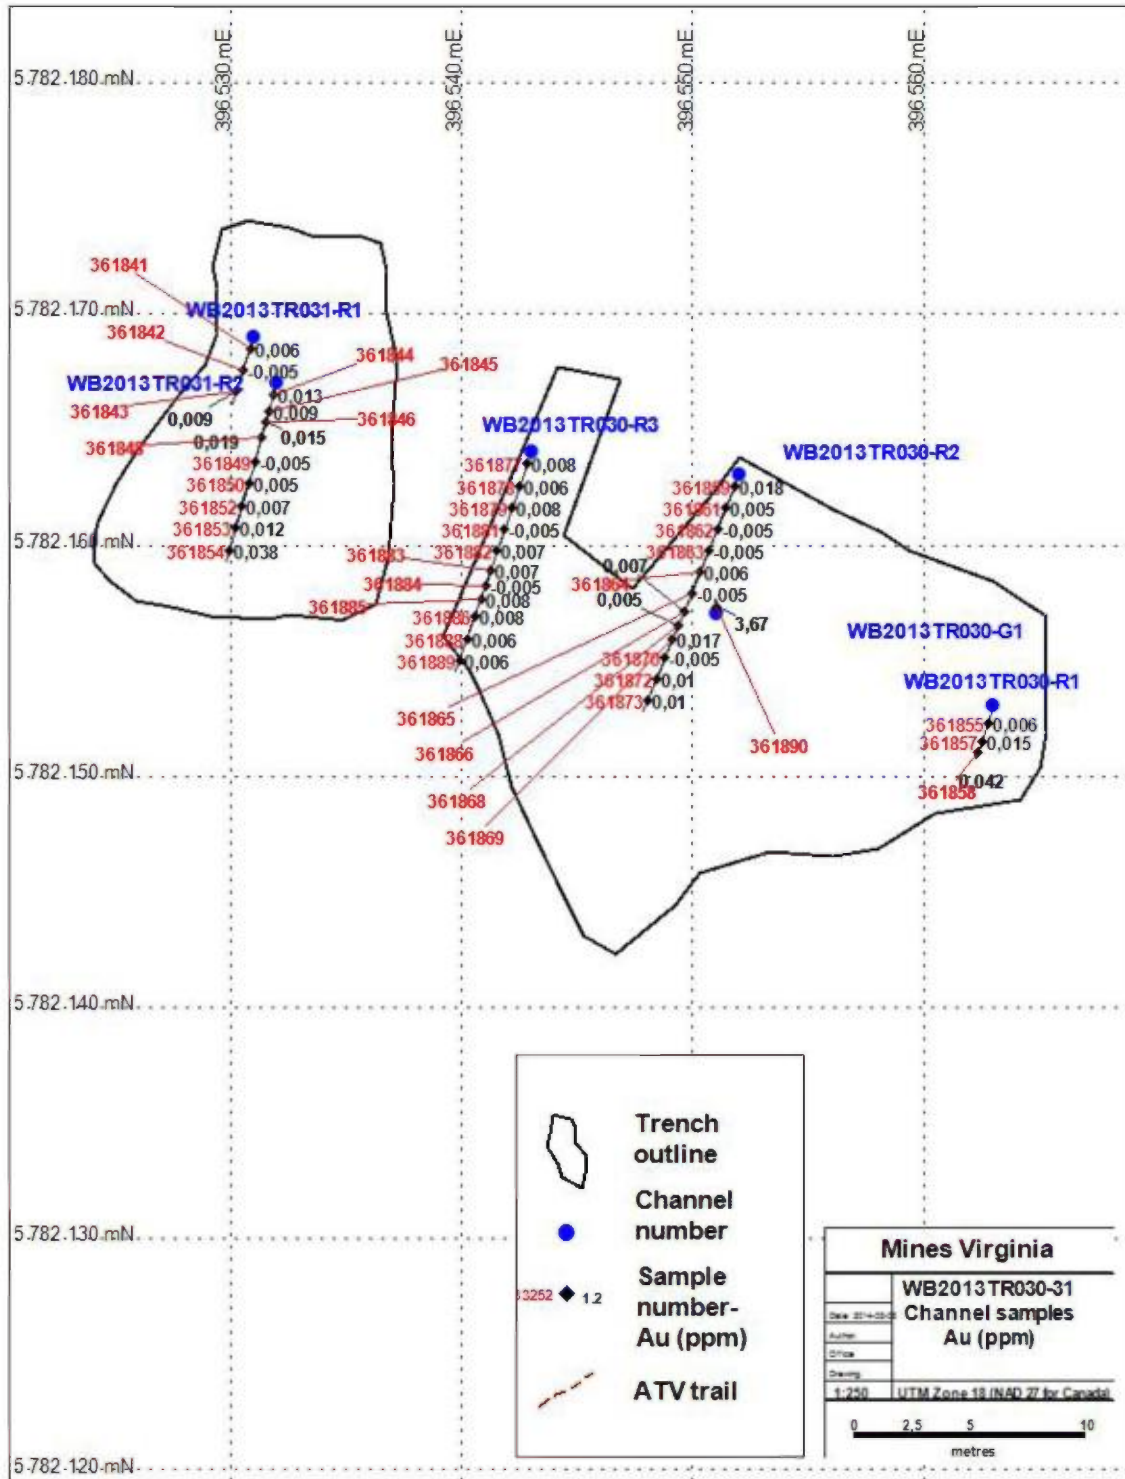 396.530.mE
396.540.mE
396.550.mE
396.560.mE
5.782.180.mN
361841
5.782.170.mN
WB2013TR031-R1
361842
0,006
361844
-0,005
361845
WB2013TR031-R2
0,013
361843
0,009
361846
0,009
0,015
0,019
361849
-0,005
361850
0,005
361852
0,007
361853
0,012
361854
0,038
WB2013TR030-R3
0,008
0,006
0,008
-0,005
0,007
361883
0,007
361884
-0,005
361885
0,008
0,008
0,006
361889
0,006
WB2013TR030-R2
0,018
0,005
-0,005
-0,005
0,007
361864
0,006
-0,005
0,005
3,67
0,017
361870
-0,005
361872
0,01
361873
0,01
361865
361866
361868
361869
361890
WB2013TR030-G1
WB2013TR030-R1
361855
0,006
361857
0,015
361858
0,042
5.782.160.mN
5.782.150.mN
5.782.140.mN
5.782.130.mN
5.782.120.mN
Trench
outline
Channel
number
Sample
number-
Au (ppm)
33252
1.2
ATV trail
Mines Virginia
WB2013TR030-31
Channel samples
Au (ppm)
Author
Office
Drawing
1:250
UTM Zone 18 (NAD 27 for Canada)
0
2,5
5
10
metres